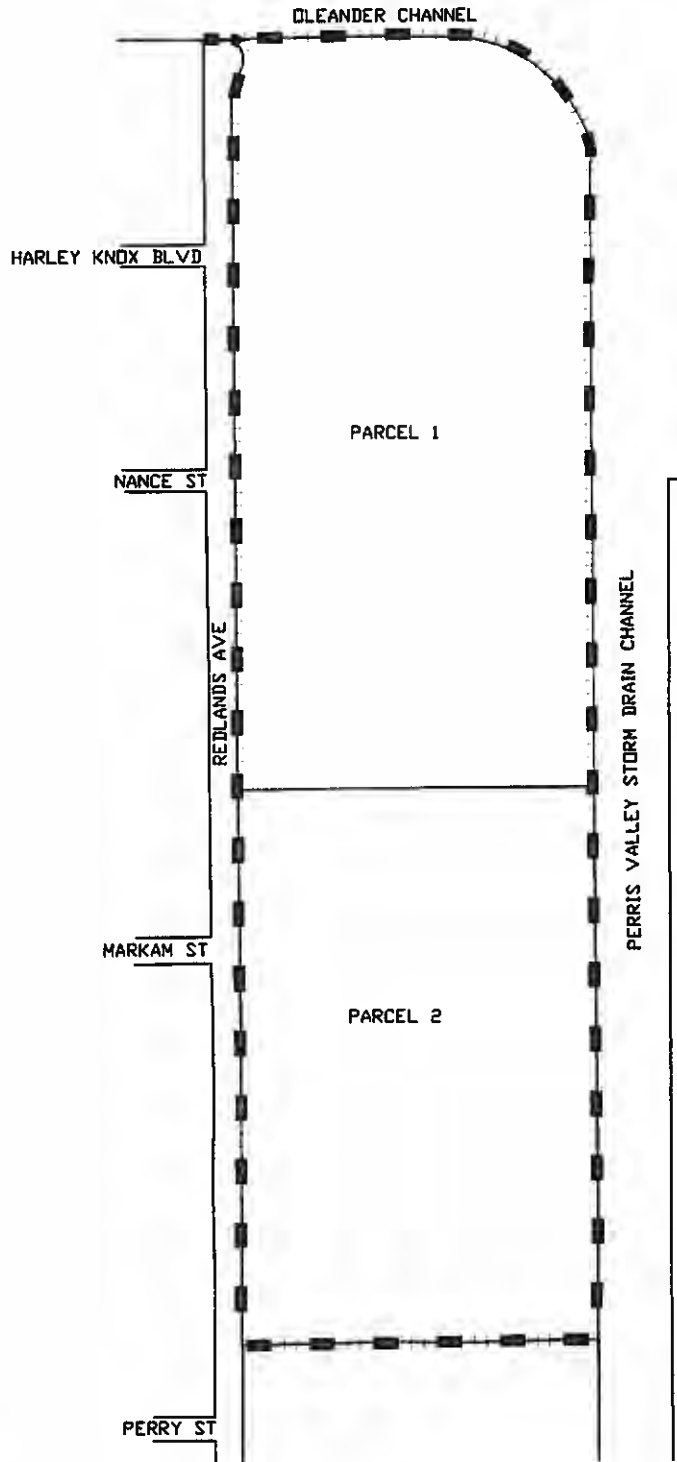 OLEANDER CHANNEL
HARLEY KNOX BLVD
PARCEL 1
NANCE ST
REDLANDS AVE
PERRIS VALLEY STORM DRAIN CHANNEL
MARKAM ST
PARCEL 2
PERRY ST